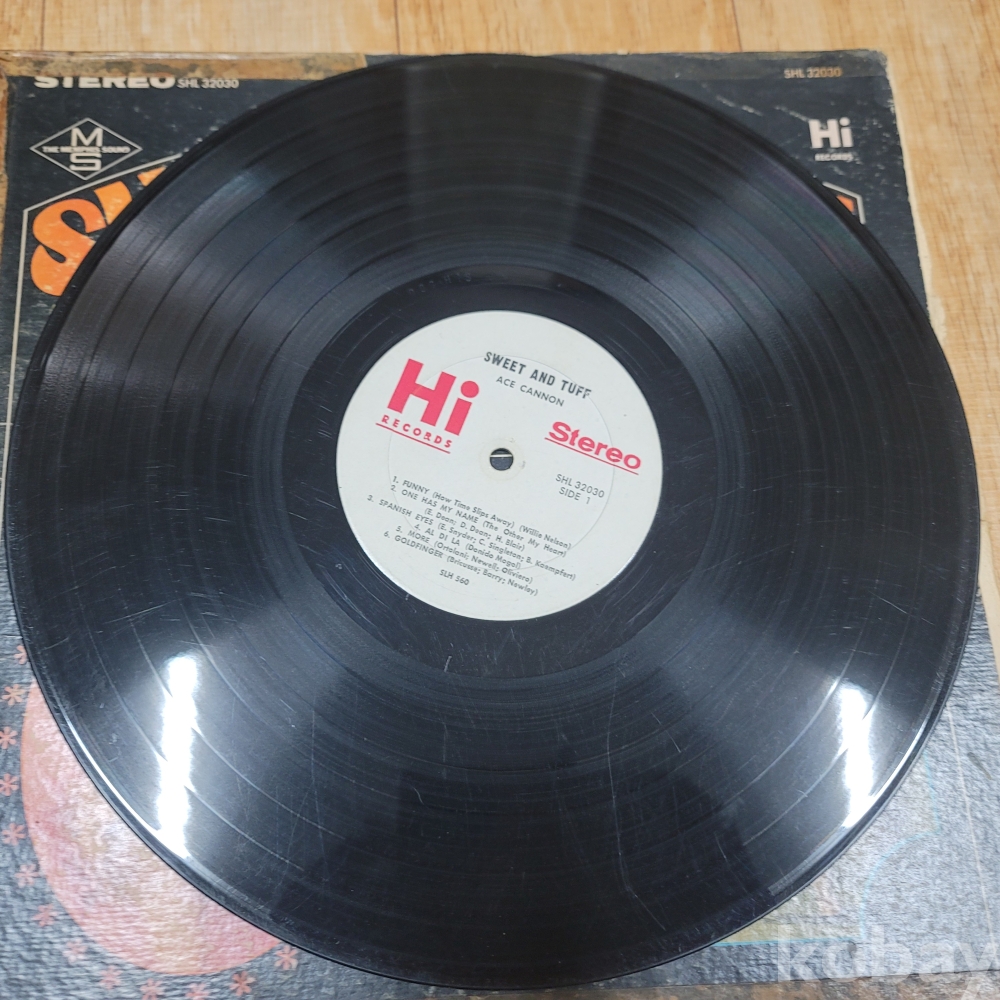 STEREO SHL 32030
SHL 32030
MS
THE MEMPHIS SOUND
Hi
RECORDS
SWEET AND TUFF
ACE CANNON
Hi
RECORDS
Stereo
SHL 32030
SIDE 1
1. FUNNY (How Time Slips Away) (Willie Nelson)
2. ONE HAS MY NAME (The Other My Heart)
(E. Dean; D. Dean; H. Blair)
3. SPANISH EYES (E. Snyder; C. Singleton; B. Kaempfert)
4. AL DI LA (Donida Mogol)
5. MORE (Ortolani; Newell; Oliviero)
6. GOLDFINGER (Bricusse; Barry; Newley)
SLH 560
kubay